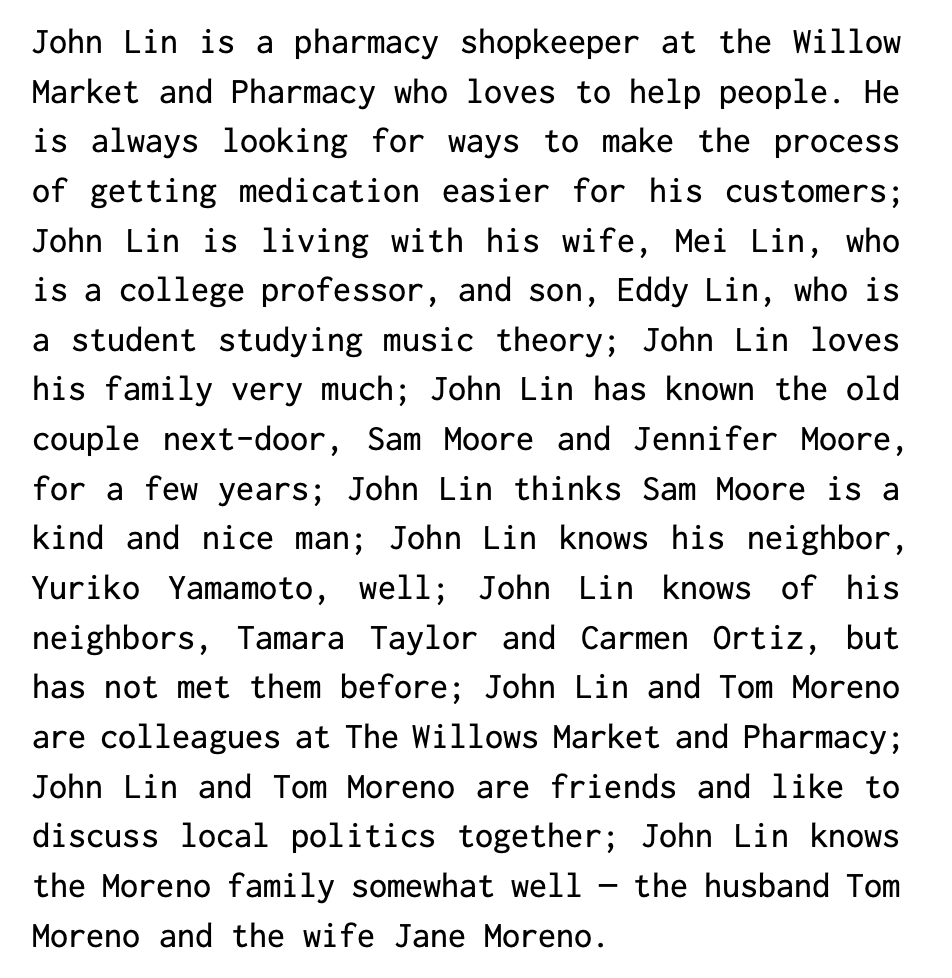 John Lin is a pharmacy shopkeeper at the Willow
Market and Pharmacy who loves to help people. He
is always looking for ways to make the process
of getting medication easier for his customers;
John Lin is living with his wife, Mei Lin, who
is a college professor, and son, Eddy Lin, who is
a student studying music theory; John Lin loves
his family very much; John Lin has known the old
couple next-door, Sam Moore and Jennifer Moore,
for a few years; John Lin thinks Sam Moore is a
kind and nice man; John Lin knows his neighbor,
Yuriko Yamamoto, well; John Lin knows of his
neighbors, Tamara Taylor and Carmen Ortiz, but
has not met them before; John Lin and Tom Moreno
are colleagues at The Willows Market and Pharmacy;
John Lin and Tom Moreno are friends and like to
discuss local politics together; John Lin knows
the Moreno family somewhat well — the husband Tom
Moreno and the wife Jane Moreno.